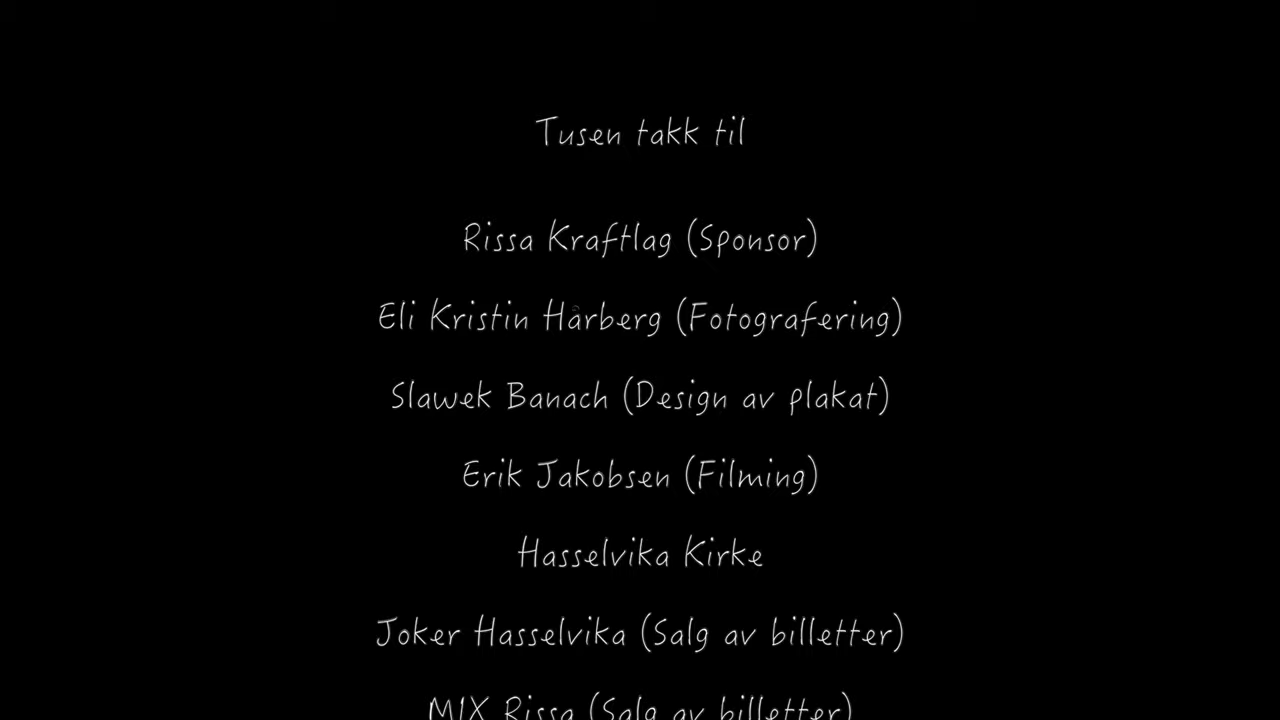 Tusen takk til
Rissa Kraftlag (Sponsor)
Eli Kristin Hårberg (Fotografering)
Slawek Banach (Design av plakat)
Erik Jakobsen (Filming)
Hasselvika Kirke
Joker Hasselvika (Salg av billetter)
MIX Rissa (Salg av billetter)